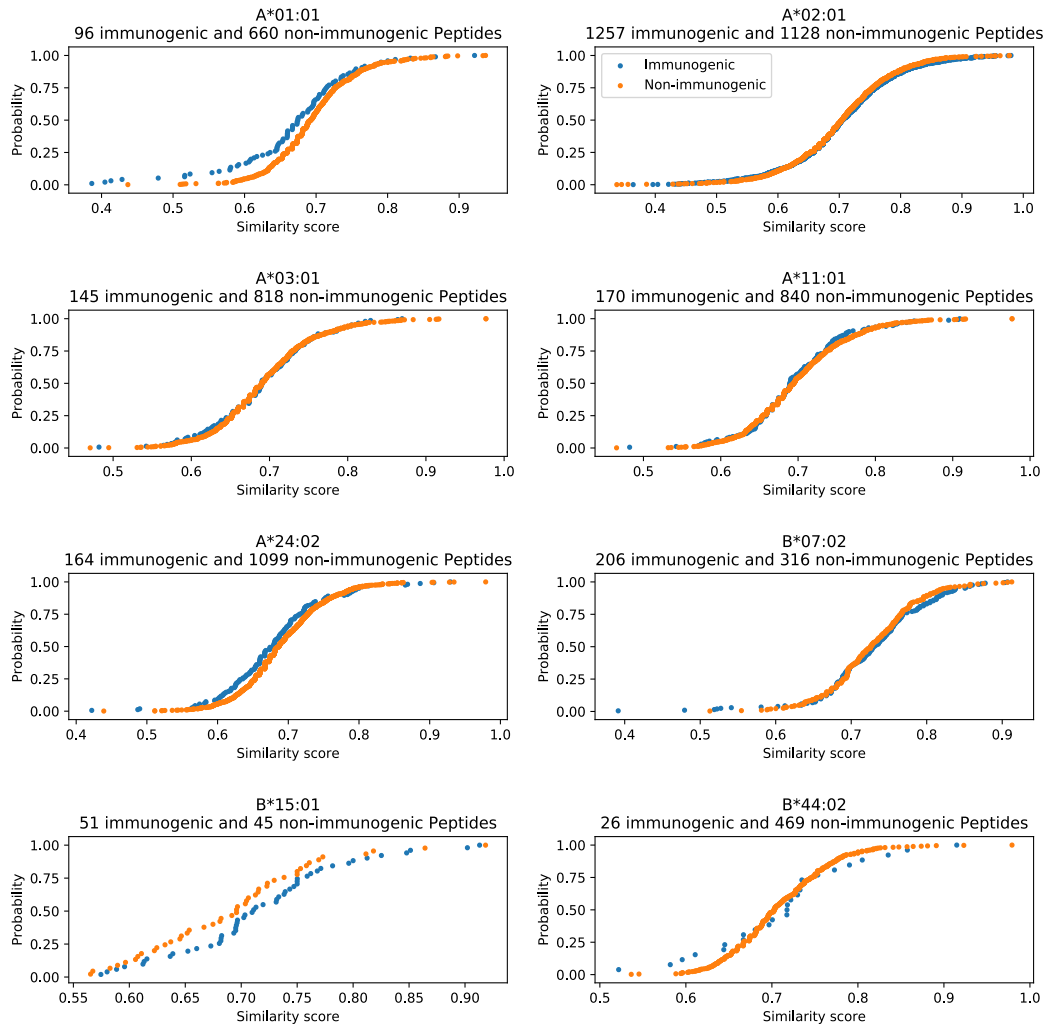 A*01:01
96 immunogenic and 660 non-immunogenic Peptides
1.00
0.75
0.50
0.25
0.00
Probability
0.4 0.5 0.6 0.7 0.8 0.9
Similarity score
A*02:01
1257 immunogenic and 1128 non-immunogenic Peptides
Immunogenic
Non-immunogenic
1.00
0.75
0.50
0.25
0.00
Probability
0.4 0.5 0.6 0.7 0.8 0.9 1.0
Similarity score
A*03:01
145 immunogenic and 818 non-immunogenic Peptides
1.00
0.75
0.50
0.25
0.00
Probability
0.5 0.6 0.7 0.8 0.9 1.0
Similarity score
A*11:01
170 immunogenic and 840 non-immunogenic Peptides
1.00
0.75
0.50
0.25
0.00
Probability
0.5 0.6 0.7 0.8 0.9 1.0
Similarity score
A*24:02
164 immunogenic and 1099 non-immunogenic Peptides
1.00
0.75
0.50
0.25
0.00
Probability
0.4 0.5 0.6 0.7 0.8 0.9 1.0
Similarity score
B*07:02
206 immunogenic and 316 non-immunogenic Peptides
1.00
0.75
0.50
0.25
0.00
Probability
0.4 0.5 0.6 0.7 0.8 0.9
Similarity score
B*15:01
51 immunogenic and 45 non-immunogenic Peptides
1.00
0.75
0.50
0.25
0.00
Probability
0.55 0.60 0.65 0.70 0.75 0.80 0.85 0.90
Similarity score
B*44:02
26 immunogenic and 469 non-immunogenic Peptides
1.00
0.75
0.50
0.25
0.00
Probability
0.5 0.6 0.7 0.8 0.9 1.0
Similarity score